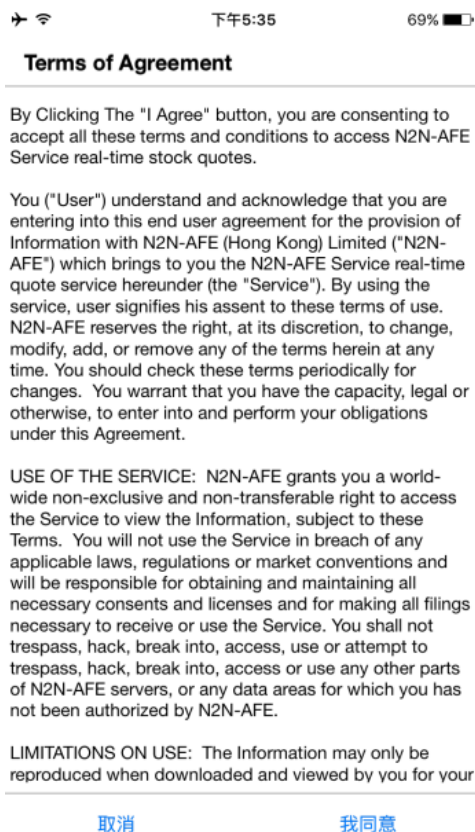 下午5:35
69%
Terms of Agreement
By Clicking The "I Agree" button, you are consenting to
accept all these terms and conditions to access N2N-AFE
Service real-time stock quotes.
You ("User") understand and acknowledge that you are
entering into this end user agreement for the provision of
Information with N2N-AFE (Hong Kong) Limited ("N2N-
AFE") which brings to you the N2N-AFE Service real-time
quote service hereunder (the "Service"). By using the
service, user signifies his assent to these terms of use.
N2N-AFE reserves the right, at its discretion, to change,
modify, add, or remove any of the terms herein at any
time. You should check these terms periodically for
changes.  You warrant that you have the capacity, legal or
otherwise, to enter into and perform your obligations
under this Agreement.
USE OF THE SERVICE:  N2N-AFE grants you a world-
wide non-exclusive and non-transferable right to access
the Service to view the Information, subject to these
Terms.  You will not use the Service in breach of any
applicable laws, regulations or market conventions and
will be responsible for obtaining and maintaining all
necessary consents and licenses and for making all filings
necessary to receive or use the Service. You shall not
trespass, hack, break into, access, use or attempt to
trespass, hack, break into, access or use any other parts
of N2N-AFE servers, or any data areas for which you has
not been authorized by N2N-AFE.
LIMITATIONS ON USE:  The Information may only be
reproduced when downloaded and viewed by you for your
取消
我同意